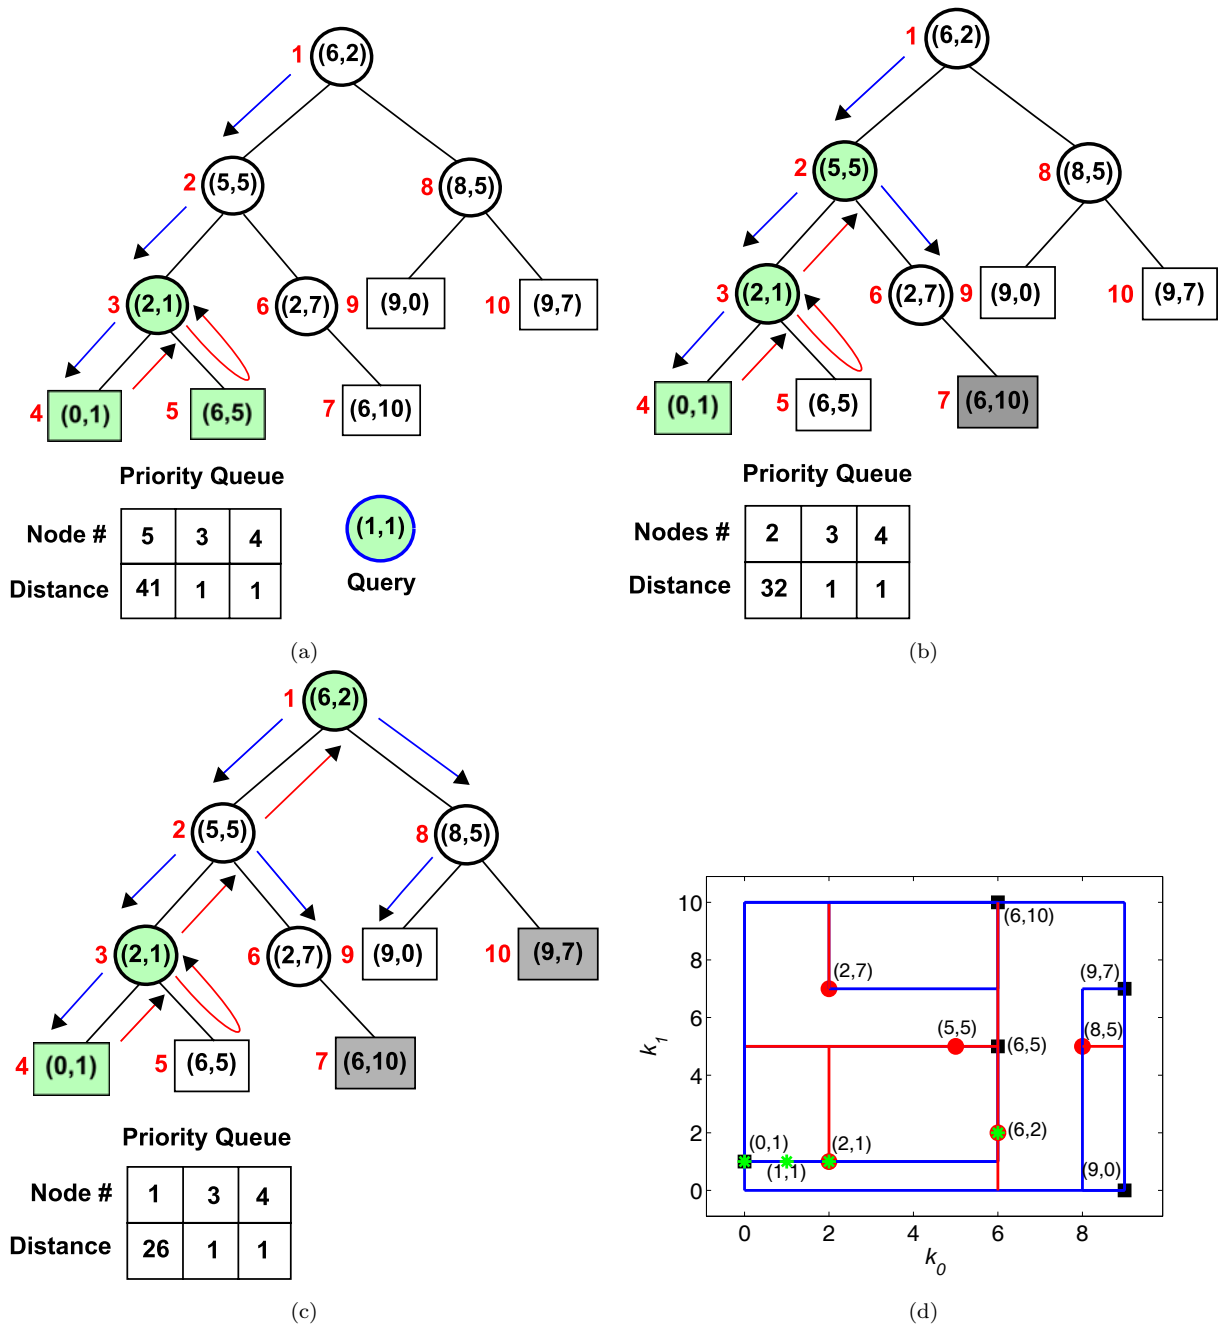 1 (6,2)
2 (5,5)
8 (8,5)
3 (2,1)
6 (2,7)
9 (9,0)
10 (9,7)
4 (0,1)
5 (6,5)
7 (6,10)
Priority Queue
Node # 5 3 4
Distance 41 1 1
(1,1)
Query
(a)
1 (6,2)
2 (5,5)
8 (8,5)
3 (2,1)
6 (2,7)
9 (9,0)
10 (9,7)
4 (0,1)
5 (6,5)
7 (6,10)
Priority Queue
Nodes # 2 3 4
Distance 32 1 1
(b)
1 (6,2)
2 (5,5)
8 (8,5)
3 (2,1)
6 (2,7)
9 (9,0)
10 (9,7)
4 (0,1)
5 (6,5)
7 (6,10)
Priority Queue
Node # 1 3 4
Distance 26 1 1
(c)
10
8
6
4
2
0
k1
(6,10)
(2,7)
(9,7)
(5,5)
(6,5)
(8,5)
(6,2)
(0,1)
(1,1)
(2,1)
(9,0)
0 2 4 6 8
k0
(d)